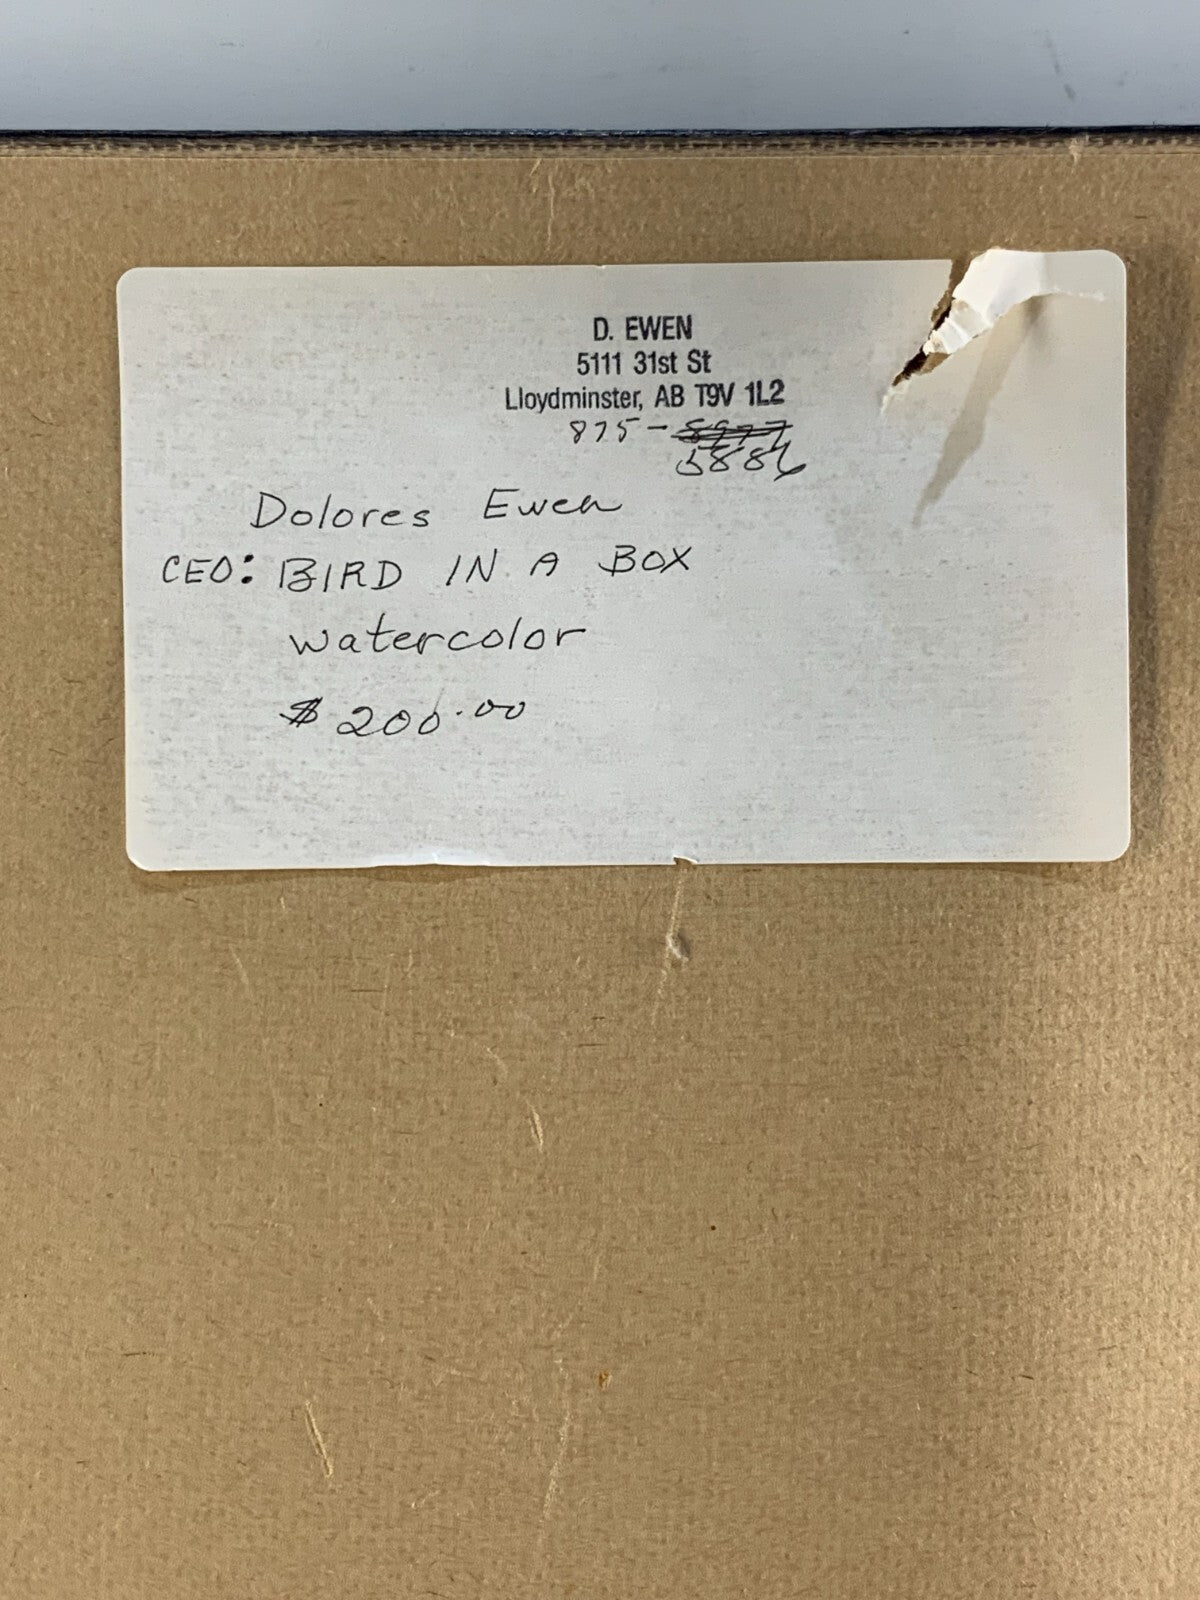 D. EWEN
5111 31st St
Lloydminster, AB T9V 1L2
875-
5886
Dolores Ewen
CEO: BIRD IN A BOX
watercolor
$ 200.00